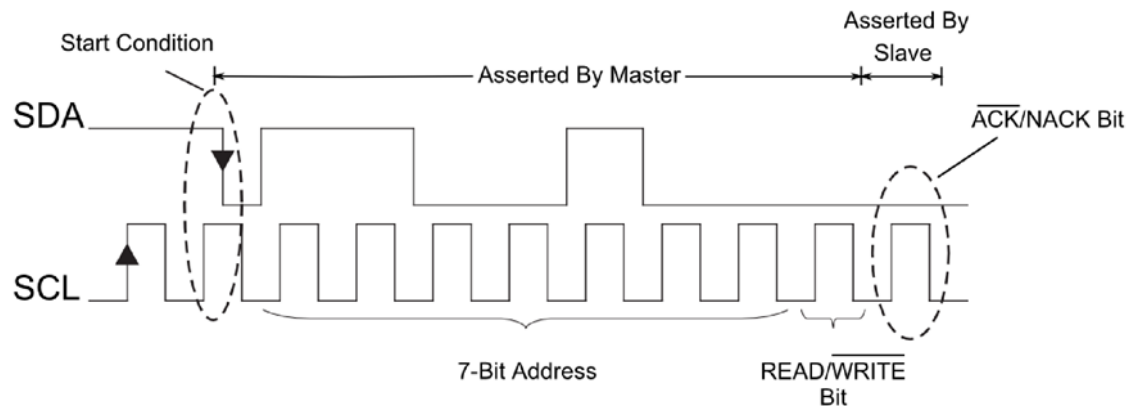 Start Condition
Asserted By
Slave
Asserted By Master
SDA
ACK/NACK Bit
SCL
7-Bit Address
READ/WRITE
Bit